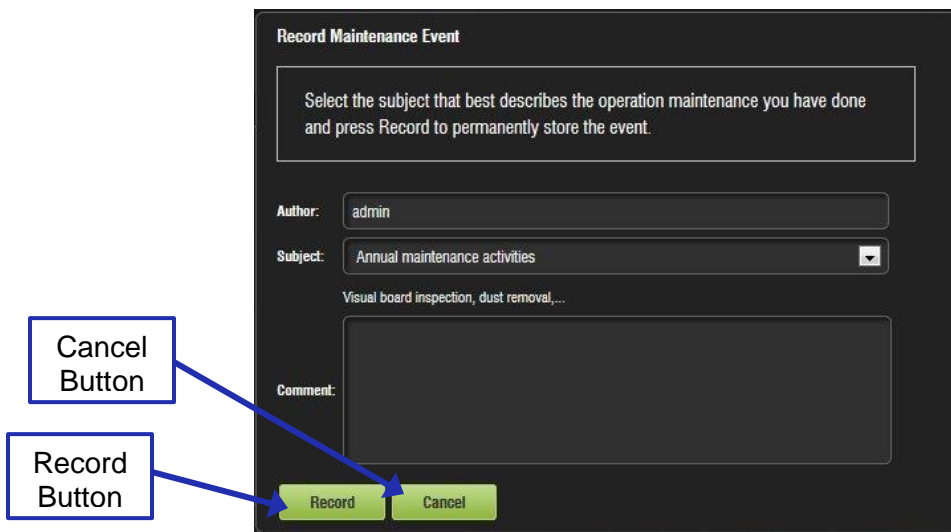 Record Maintenance Event
Select the subject that best describes the operation maintenance you have done
and press Record to permanently store the event.
Author: admin
Subject: Annual maintenance activities
Visual board inspection, dust removal,...
Cancel
Button
Comment:
Record
Button
Record Cancel